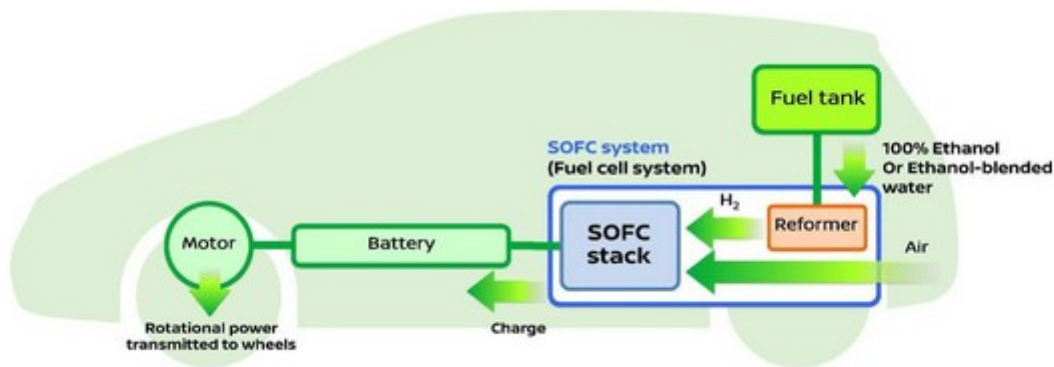 Fuel tank
SOFC system
(Fuel cell system)
100% Ethanol
Or Ethanol-blended
water
H2
Reformer
Motor
Battery
SOFC
stack
Air
Charge
Rotational power
transmitted to wheels